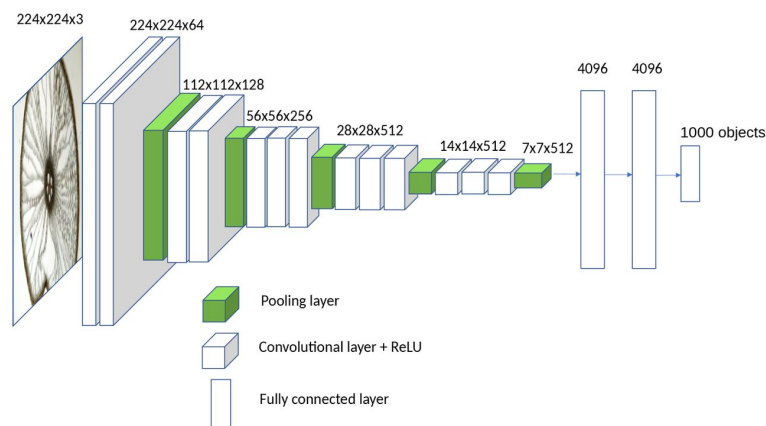 224x224x3
224x224x64
112x112x128
56x56x256
28x28x512
14x14x512
7x7x512
4096
4096
1000 objects
Pooling layer
Convolutional layer + ReLU
Fully connected layer